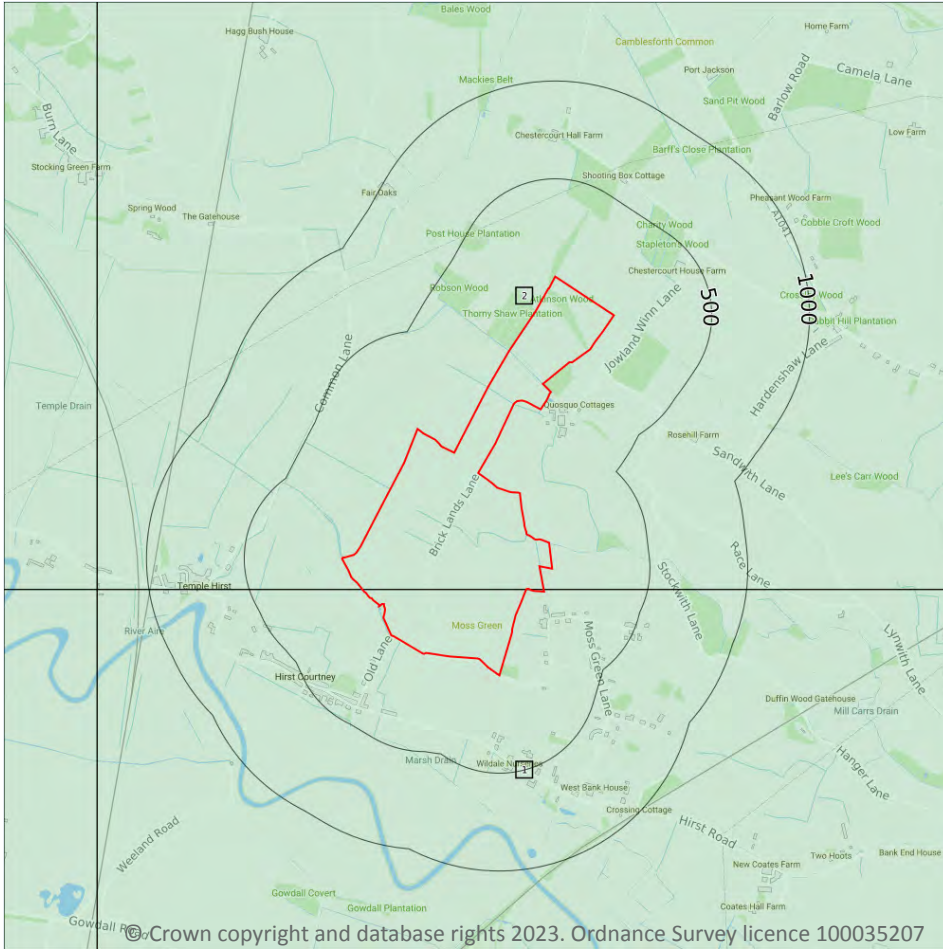 Bales Wood
Hagg Bush House
Home Farm
Camblesforth Common
Port Jackson
Mackies Belt
Barlow Road
Camela Lane
Sand Pit Wood
Burn Lane
Chestercourt Hall Farm
Low Farm
Barff's Close Plantation
Stocking Green Farm
Shooting Box Cottage
Fair Oaks
Pheasant Wood Farm
Spring Wood
The Gatehouse
A1041
Charity Wood
Cobble Croft Wood
Post House Plantation
Stapleton's Wood
Chestercourt House Farm
Robson Wood
2
Atkinson Wood
500
1000
Thorny Shaw Plantation
Jowland Winn Lane
Common Lane
Hardenshaw Lane
Temple Drain
Quosquo Cottages
Rosehill Farm
Sandwith Lane
Lee's Carr Wood
Brick Lands Lane
Race Lane
Temple Hirst
Stockwith Lane
River Aire
Moss Green
Old Lane
Moss Green Lane
Lynwith Lane
Hirst Courtney
Duffin Wood Gatehouse
Mill Carrs Drain
Marsh Drain
1
West Bank House
Hanger Lane
Crossing Cottage
Weeland Road
Hirst Road
Two Hoots
Bank End House
New Coates Farm
Gowdall Covert
Gowdall Plantation
Coates Hall Farm
Gowdall Road
© Crown copyright and database rights 2023. Ordnance Survey licence 100035207